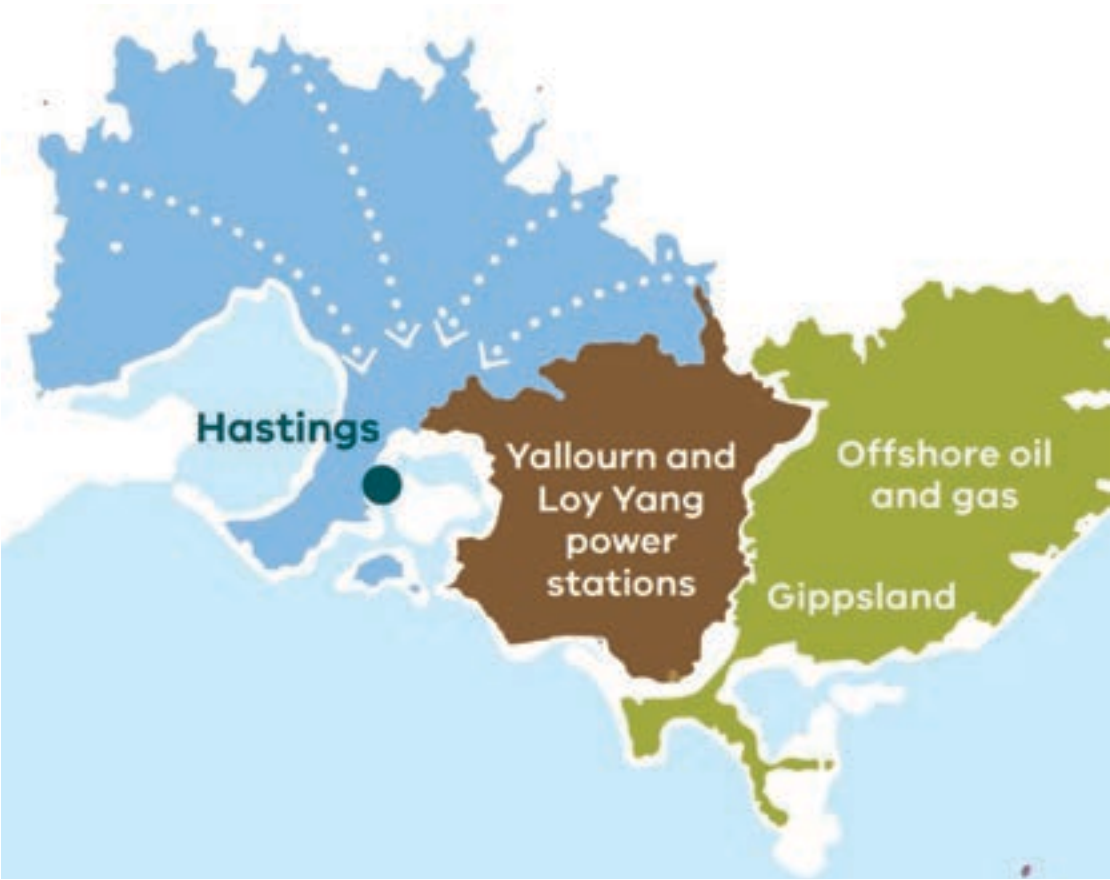 Hastings
Yallourn and
Loy Yang
power
stations
Offshore oil
and gas
Gippsland